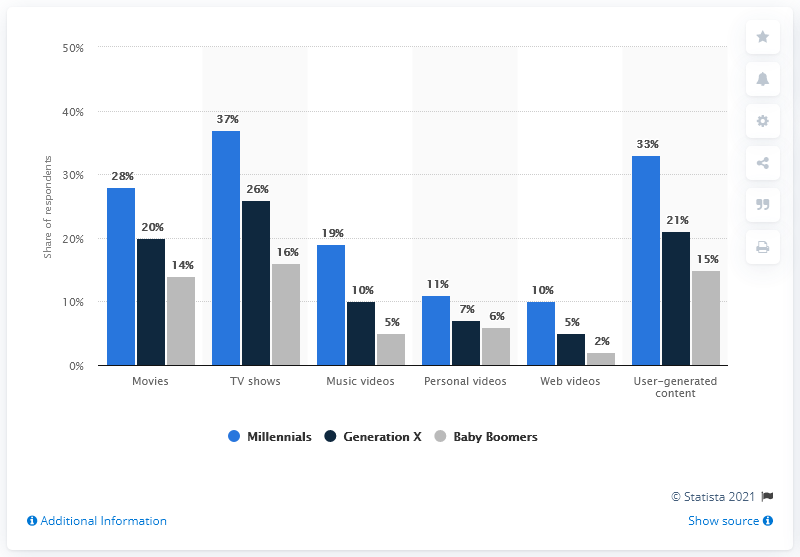 50%
40%
30%
20%
10%
0%
Share of respondents
28%
20%
14%
37%
26%
16%
19%
10%
5%
11%
7%
6%
10%
5%
2%
33%
21%
15%
Movies
TV shows
Music videos
Personal videos
Web videos
User-generated
content
Millennials Generation X Baby Boomers
© Statista 2021
Additional Information
Show source